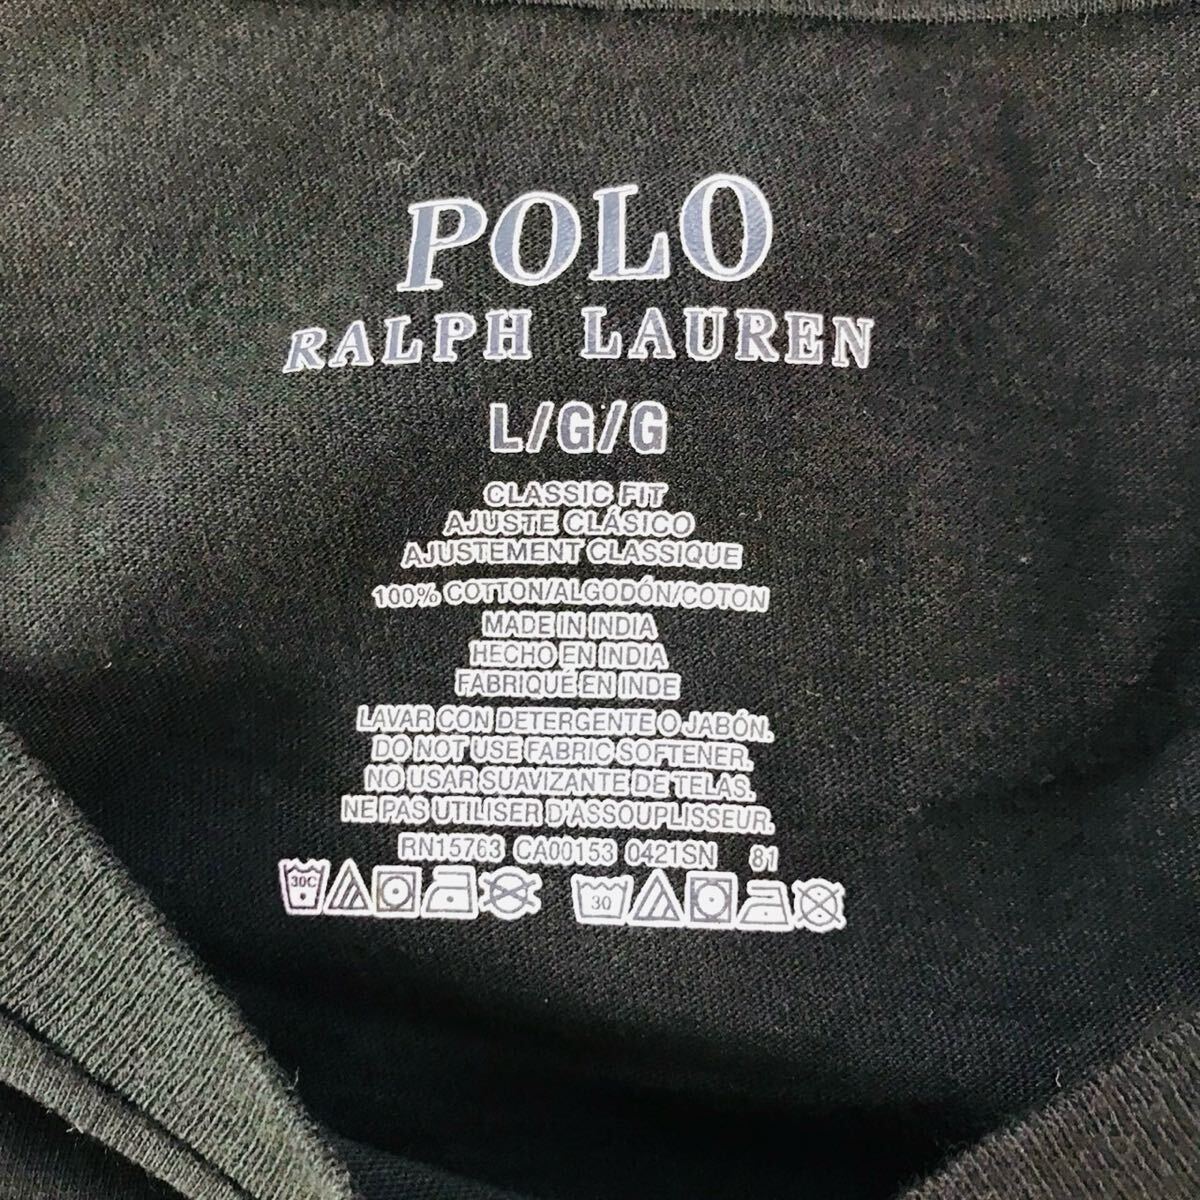 POLO
RALPH LAUREN
L/G/G
CLASSIC FIT
AJUSTE CLÁSICO
AJUSTEMENT CLASSIQUE
100% COTTON/ALGODÓN/COTON
MADE IN INDIA
HECHO EN INDIA
FABRIQUÉ EN INDE
LAVAR CON DETERGENTE O JABÓN.
DO NOT USE FABRIC SOFTENER.
NO USAR SUAVIZANTE DE TELAS.
NE PAS UTILISER D'ASSOUPLISSEUR.
RN15763 CA00153 0421SN 81
30C 30